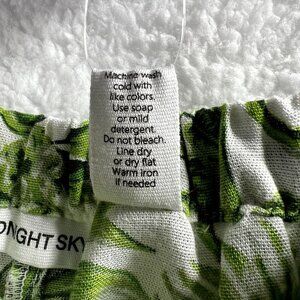 Machine wash
cold with
like colors.
Use soap
or mild
detergent.
Do not bleach.
Line dry
or dry flat
Warm iron
if needed
NIGHT SKY